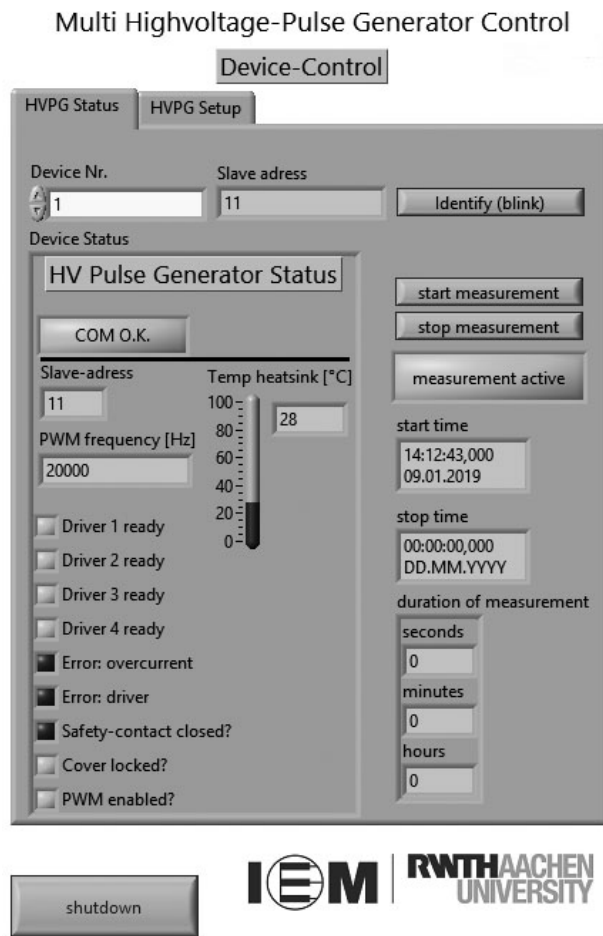 Multi Highvoltage-Pulse Generator Control
Device-Control
HVPG Status
HVPG Setup
Device Nr.
Slave adress
1
11
Identify (blink)
Device Status
HV Pulse Generator Status
start measurement
stop measurement
COM O.K.
measurement active
Slave-adress
Temp heatsink [°C]
11
28
100
80
60
40
20
0
PWM frequency [Hz]
20000
start time
14:12:43,000
09.01.2019
stop time
00:00:00,000
DD.MM.YYYY
Driver 1 ready
Driver 2 ready
Driver 3 ready
Driver 4 ready
Error: overcurrent
Error: driver
Safety-contact closed?
Cover locked?
PWM enabled?
duration of measurement
seconds
0
minutes
0
hours
0
shutdown
IEM
RWTHAACHEN
UNIVERSITY